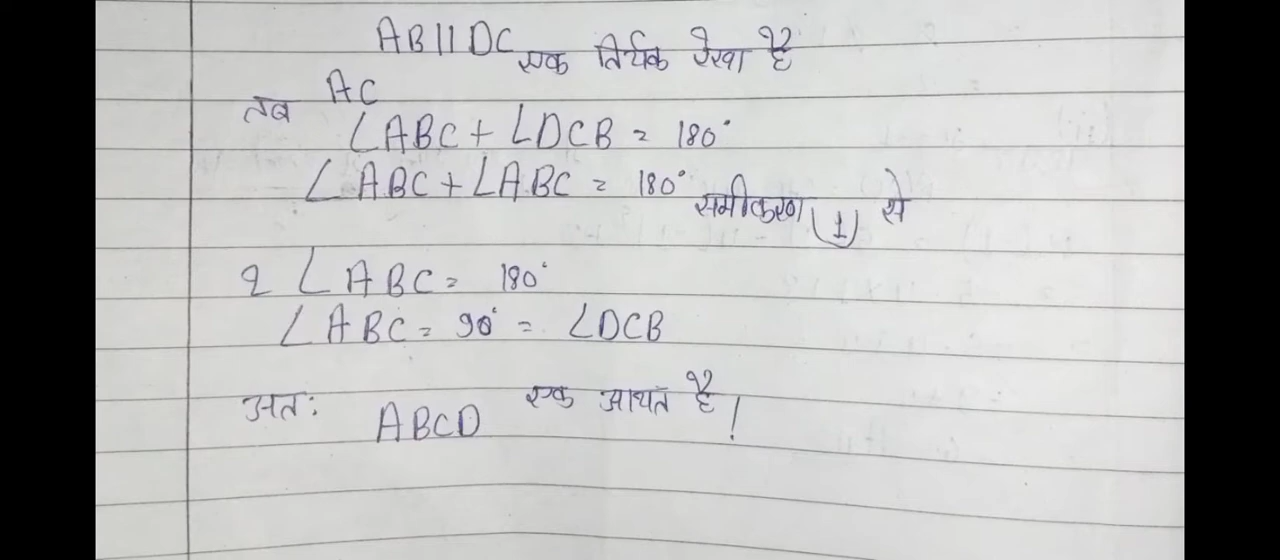 AB || DC एक तिर्यक रेखा है
तब AC
∠ABC + ∠DCB = 180°
∠ABC + ∠ABC = 180° समीकरण (1) से
2 ∠ABC = 180°
∠ABC = 90° = ∠DCB
अतः ABCD एक आयत है!